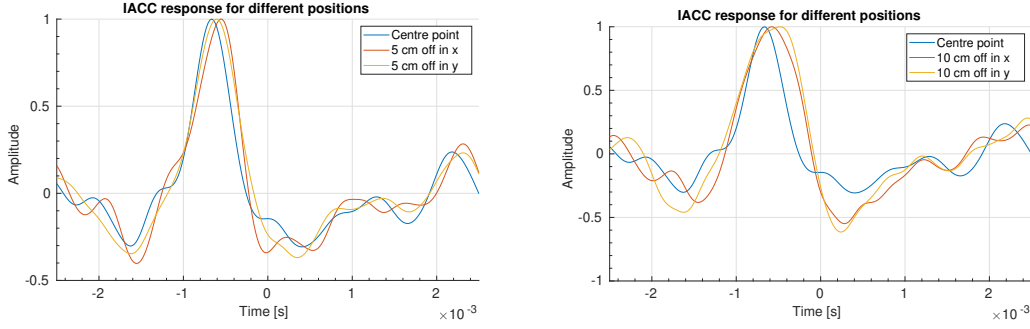 IACC response for different positions
Centre point
5 cm off in x
5 cm off in y
Amplitude
1
0.5
0
-0.5
-2
-1
0
1
2
Time [s]
×10⁻³
IACC response for different positions
Centre point
10 cm off in x
10 cm off in y
Amplitude
1
0.5
0
-0.5
-1
-2
-1
0
1
2
Time [s]
×10⁻³